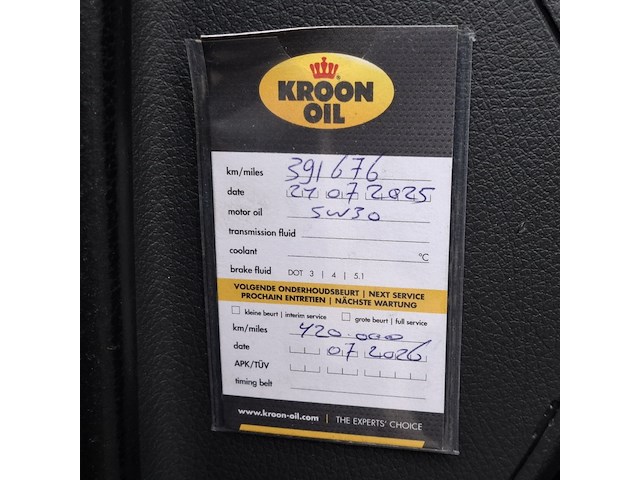 KROON
OIL
km/miles 391676
date 21 07 2025
motor oil 5W30
transmission fluid
coolant °C
brake fluid DOT 3 | 4 | 5.1
VOLGENDE ONDERHOUDSBEURT | NEXT SERVICE
PROCHAIN ENTRETIEN | NÄCHSTE WARTUNG
kleine beurt | interim service grote beurt | full service
km/miles 420.000
date 07 2026
APK/TÜV
timing belt
www.kroon-oil.com | THE EXPERTS' CHOICE